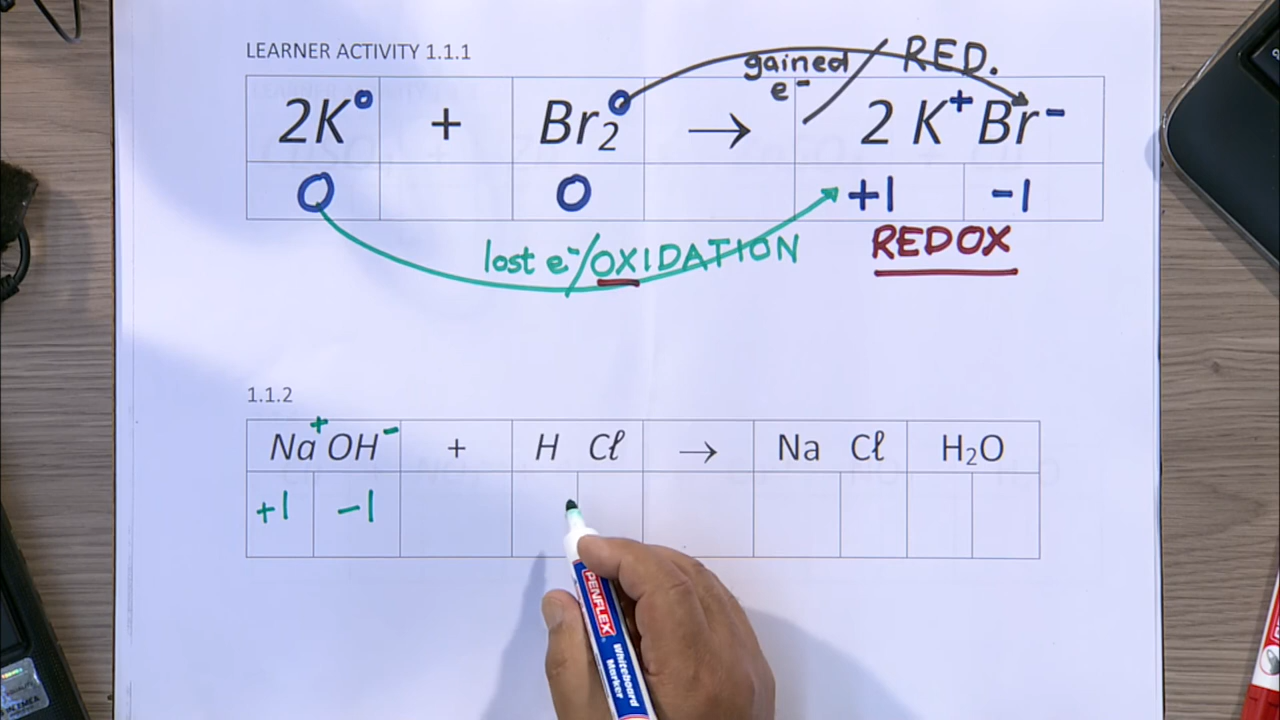 LEARNER ACTIVITY 1.1.1
gained e⁻ / RED.
2K⁰ + Br₂⁰ → 2 K⁺ Br⁻
0 0 +1 -1
lost e⁻/OXIDATION
REDOX
1.1.2
Na⁺OH⁻ + H Cℓ → Na Cℓ H₂O
+1 -1
PENFLEX
Whiteboard
Marker